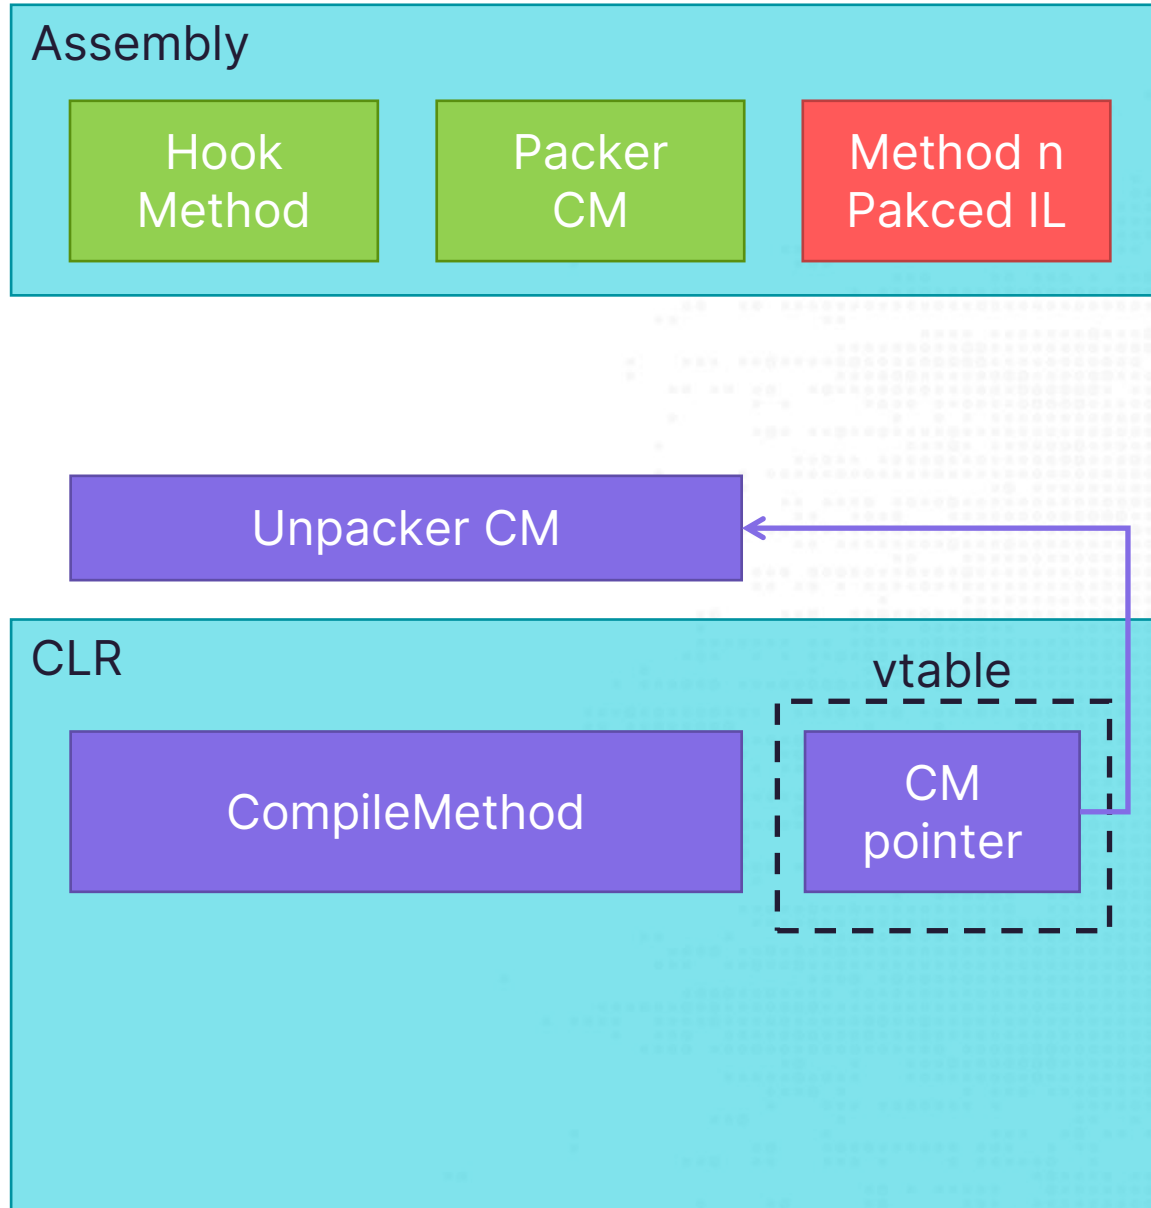 Assembly
Hook
Method
Packer
CM
Method n
Pakced IL
Unpacker CM
CLR
vtable
CompileMethod
CM
pointer